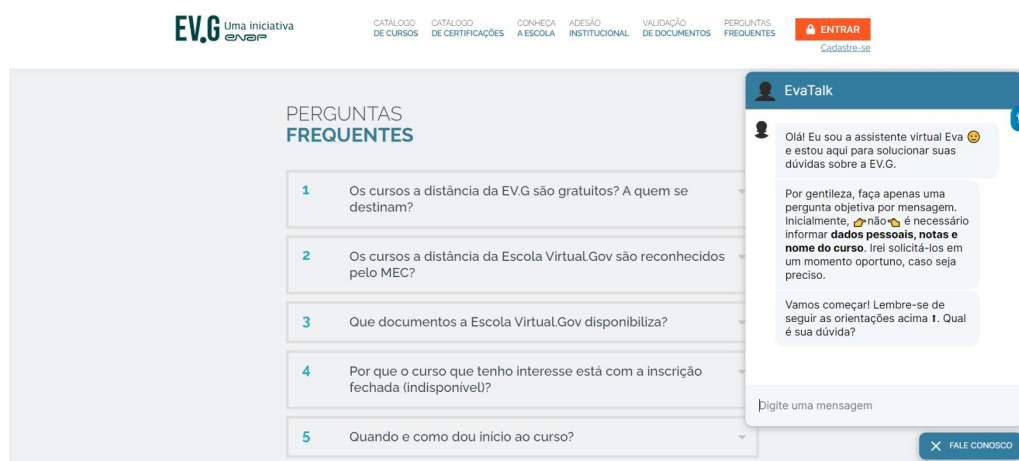 EV.G Uma iniciativa
enap
CATÁLOGO
DE CURSOS
CATÁLOGO
DE CERTIFICAÇÕES
CONHEÇA
A ESCOLA
ADESÃO
INSTITUCIONAL
VALIDAÇÃO
DE DOCUMENTOS
PERGUNTAS
FREQUENTES
ENTRAR
Cadastre-se
PERGUNTAS
FREQUENTES
1 Os cursos a distância da EV.G são gratuitos? A quem se
destinam?
2 Os cursos a distância da Escola Virtual.Gov são reconhecidos
pelo MEC?
3 Que documentos a Escola Virtual.Gov disponibiliza?
4 Por que o curso que tenho interesse está com a inscrição
fechada (indisponível)?
5 Quando e como dou início ao curso?
EvaTalk
Olá! Eu sou a assistente virtual Eva 😉
e estou aqui para solucionar suas
dúvidas sobre a EV.G.
Por gentileza, faça apenas uma
pergunta objetiva por mensagem.
Inicialmente, 👉não👈 é necessário
informar dados pessoais, notas e
nome do curso. Irei solicitá-los em
um momento oportuno, caso seja
preciso.
Vamos começar! Lembre-se de
seguir as orientações acima ⬆. Qual
é sua dúvida?
Digite uma mensagem
X FALE CONOSCO